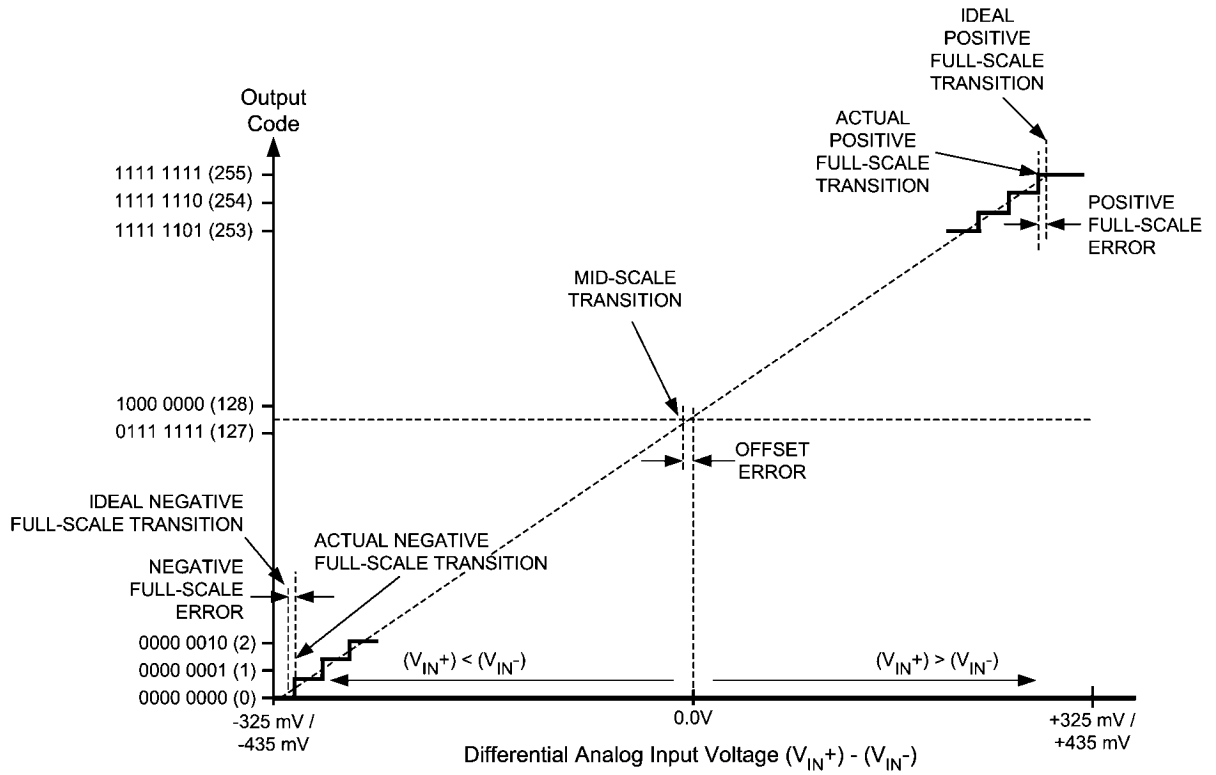 IDEAL
POSITIVE
FULL-SCALE
TRANSITION
Output
Code
ACTUAL
POSITIVE
FULL-SCALE
TRANSITION
1111 1111 (255)
1111 1110 (254)
1111 1101 (253)
POSITIVE
FULL-SCALE
ERROR
MID-SCALE
TRANSITION
1000 0000 (128)
0111 1111 (127)
OFFSET
ERROR
IDEAL NEGATIVE
FULL-SCALE TRANSITION
ACTUAL NEGATIVE
FULL-SCALE TRANSITION
NEGATIVE
FULL-SCALE
ERROR
0000 0010 (2)
0000 0001 (1)
0000 0000 (0)
(VIN+) < (VIN-)
(VIN+) > (VIN-)
-325 mV /
-435 mV
0.0V
+325 mV /
+435 mV
Differential Analog Input Voltage (VIN+) - (VIN-)